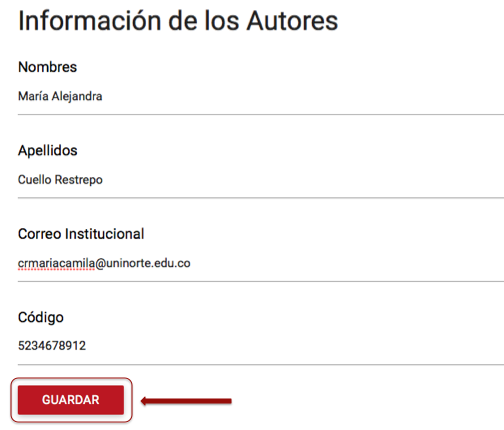 Información de los Autores
Nombres
María Alejandra
Apellidos
Cuello Restrepo
Correo Institucional
crmariacamila@uninorte.edu.co
Código
5234678912
GUARDAR